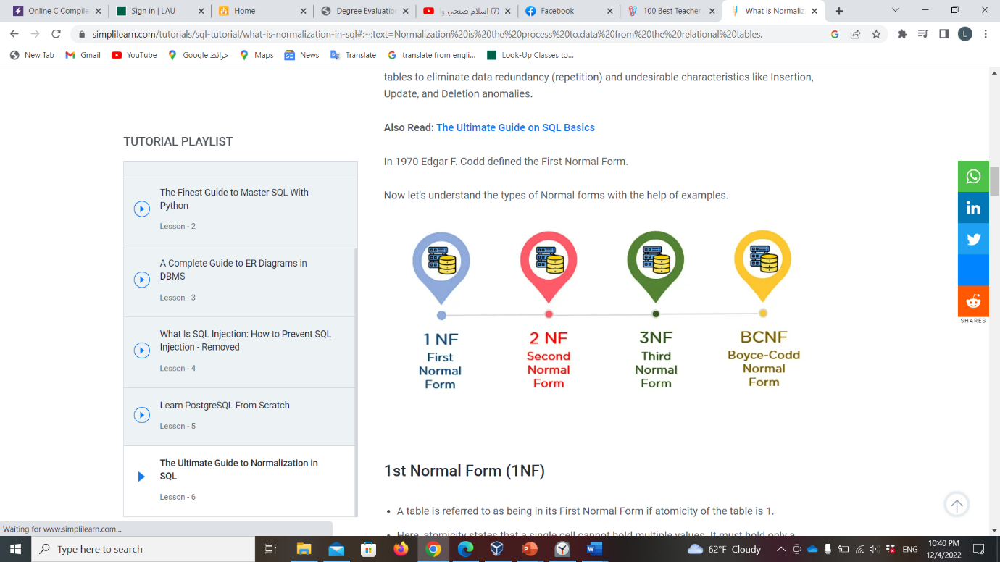 Online C Compile
Sign in | LAU
Home
Degree Evaluation
(7) اسلام صبحي وا
Facebook
100 Best Teacher
What is Normaliz
simplilearn.com/tutorials/sql-tutorial/what-is-normalization-in-sql#:~:text=Normalization%20is%20the%20process%20to,data%20from%20the%20relational%20tables.
L
New Tab
Gmail
YouTube
خرائط Google
Maps
News
Translate
translate from engli...
Look-Up Classes to...
tables to eliminate data redundancy (repetition) and undesirable characteristics like Insertion,
Update, and Deletion anomalies.
Also Read: The Ultimate Guide on SQL Basics
In 1970 Edgar F. Codd defined the First Normal Form.
Now let's understand the types of Normal forms with the help of examples.
TUTORIAL PLAYLIST
The Finest Guide to Master SQL With
Python
Lesson - 2
A Complete Guide to ER Diagrams in
DBMS
Lesson - 3
What Is SQL Injection: How to Prevent SQL
Injection - Removed
Lesson - 4
Learn PostgreSQL From Scratch
Lesson - 5
The Ultimate Guide to Normalization in
SQL
Lesson - 6
1 NF
First
Normal
Form
2 NF
Second
Normal
Form
3NF
Third
Normal
Form
BCNF
Boyce-Codd
Normal
Form
SHARES
1st Normal Form (1NF)
• A table is referred to as being in its First Normal Form if atomicity of the table is 1.
• Here, atomicity states that a single cell cannot hold multiple values. It must hold only a
Waiting for www.simplilearn.com...
Type here to search
62°F Cloudy
ENG
10:40 PM
12/4/2022